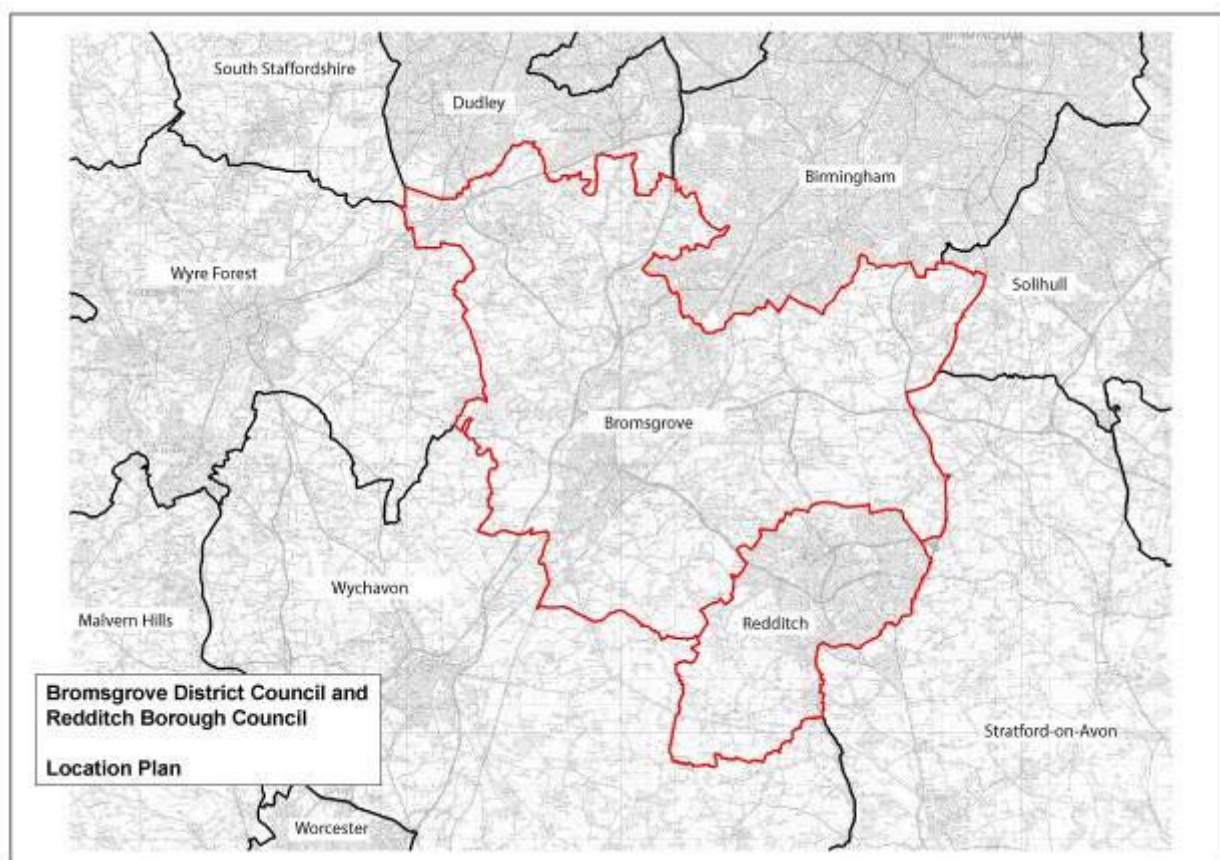 South Staffordshire
Dudley
Birmingham
Wyre Forest
Solihull
Bromsgrove
Wychavon
Malvern Hills
Redditch
Bromsgrove District Council and
Redditch Borough Council
Location Plan
Stratford-on-Avon
Worcester